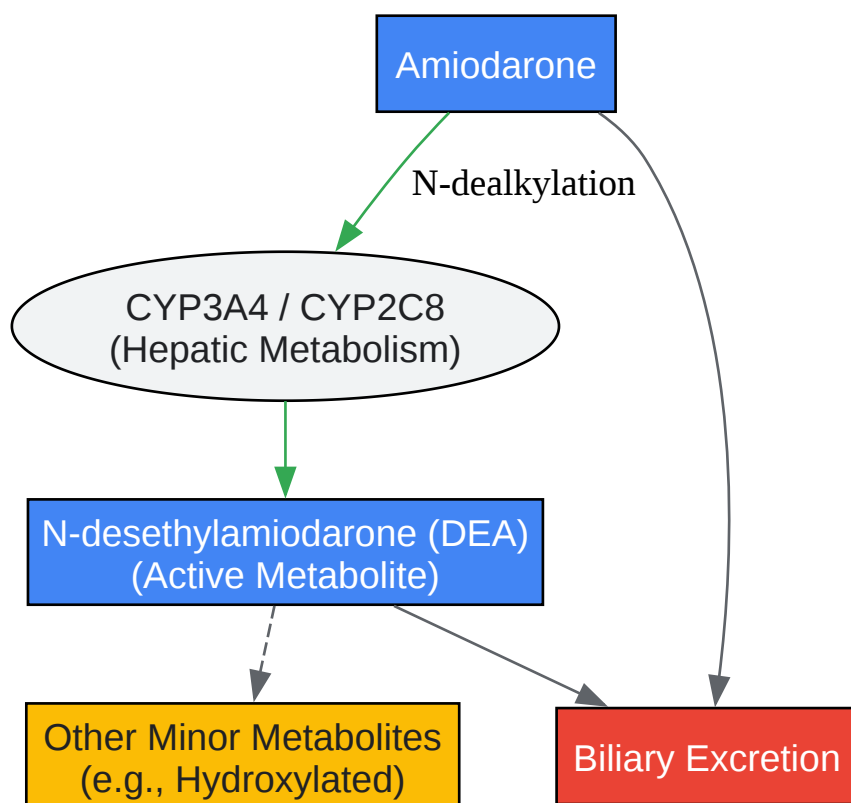 Amiodarone
N-dealkylation
CYP3A4 / CYP2C8
(Hepatic Metabolism)
N-desethylamiodarone (DEA)
(Active Metabolite)
Other Minor Metabolites
(e.g., Hydroxylated)
Biliary Excretion